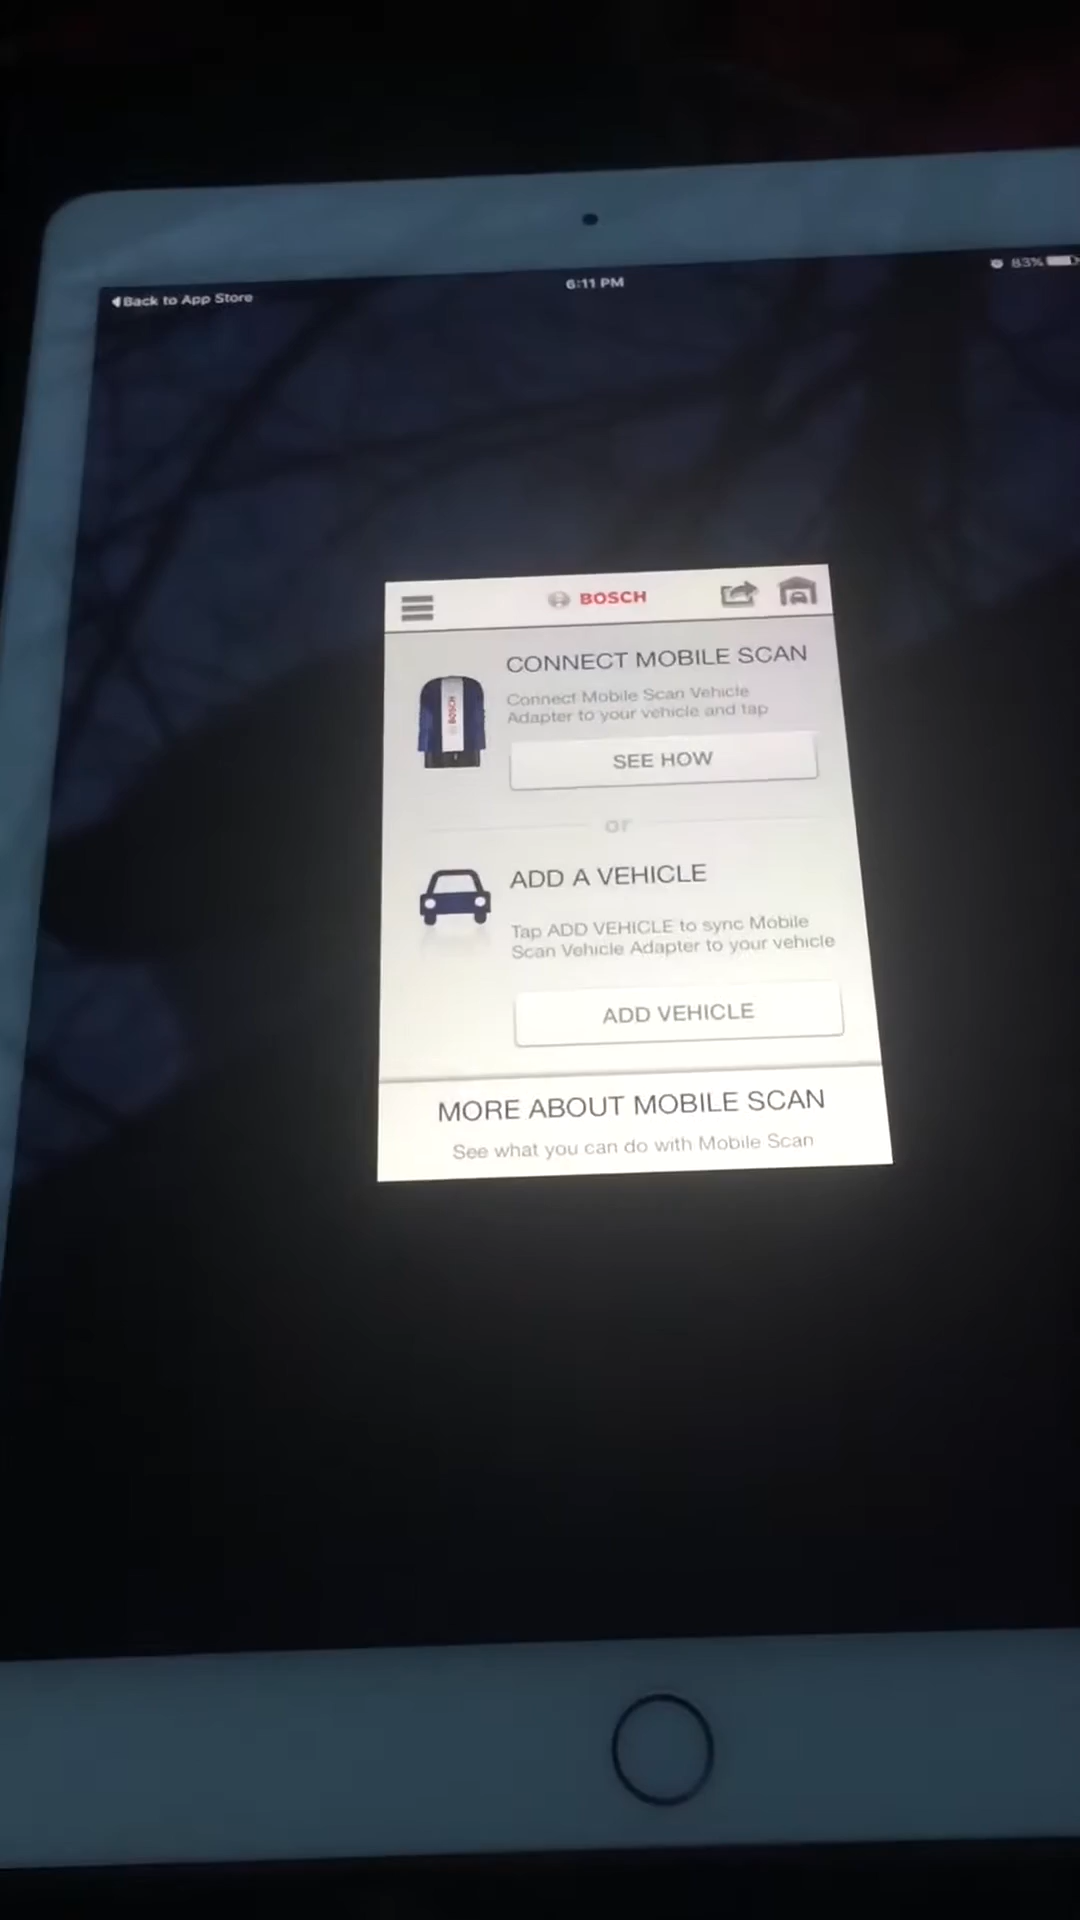 Back to App Store
6:11 PM
83%
BOSCH
CONNECT MOBILE SCAN
Connect Mobile Scan Vehicle
Adapter to your vehicle and tap
BOSCH
SEE HOW
or
ADD A VEHICLE
Tap ADD VEHICLE to sync Mobile
Scan Vehicle Adapter to your vehicle
ADD VEHICLE
MORE ABOUT MOBILE SCAN
See what you can do with Mobile Scan